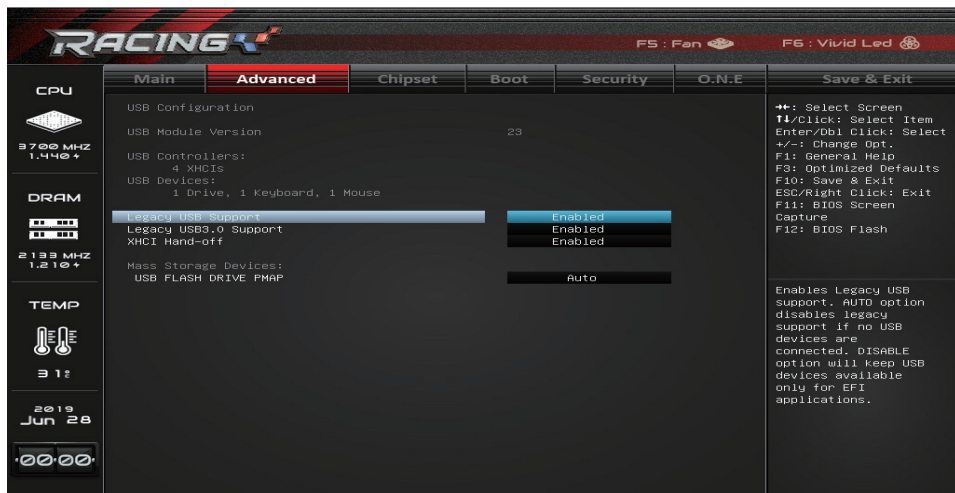 RACING
F5 : Fan
F6 : Vivid Led
Main Advanced Chipset Boot Security O.N.E Save & Exit
CPU
3700 MHZ
1.440 +
DRAM
2133 MHZ
1.210 +
TEMP
31
2019
Jun 28
00:00
USB Configuration
USB Module Version 23
USB Controllers:
4 XHCIs
USB Devices:
1 Drive, 1 Keyboard, 1 Mouse
Legacy USB Support Enabled
Legacy USB3.0 Support Enabled
XHCI Hand-off Enabled
Mass Storage Devices:
USB FLASH DRIVE PMAP Auto
→←: Select Screen
↑↓/Click: Select Item
Enter/Dbl Click: Select
+/-: Change Opt.
F1: General Help
F3: Optimized Defaults
F10: Save & Exit
ESC/Right Click: Exit
F11: BIOS Screen
Capture
F12: BIOS Flash
Enables Legacy USB
support. AUTO option
disables legacy
support if no USB
devices are
connected. DISABLE
option will keep USB
devices available
only for EFI
applications.